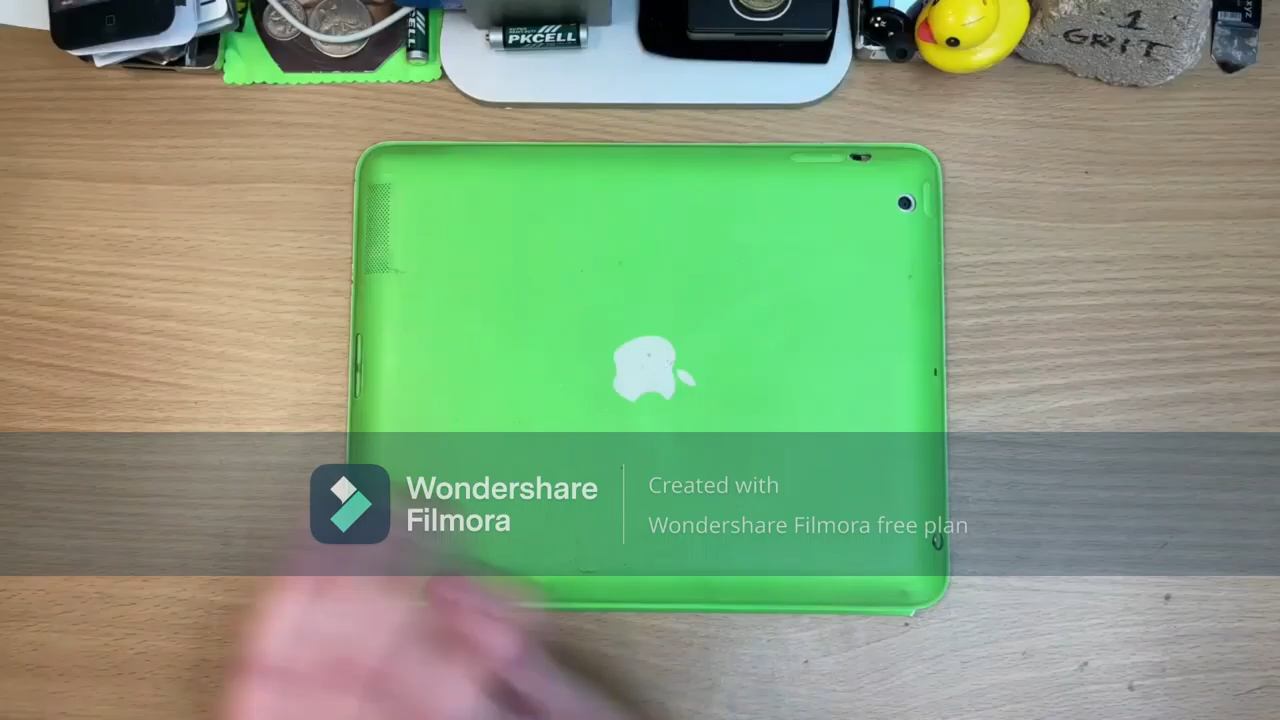 PKCELL
1
GRIT
Wondershare
Filmora
Created with
Wondershare Filmora free plan